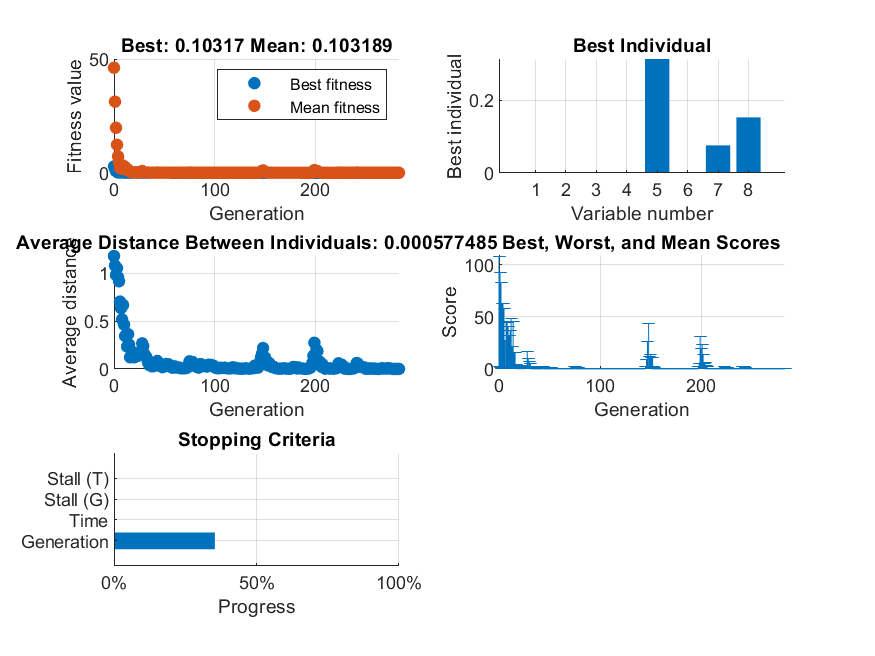 Best: 0.10317 Mean: 0.103189
Fitness value
50
0
Best fitness
Mean fitness
0 100 200
Generation
Best Individual
Best individual
0.2
0
1 2 3 4 5 6 7 8
Variable number
Average Distance Between Individuals: 0.000577485
Average distance
1
0.5
0
0 100 200
Generation
Best, Worst, and Mean Scores
Score
100
50
0
0 100 200
Generation
Stopping Criteria
Stall (T)
Stall (G)
Time
Generation
0% 50% 100%
Progress